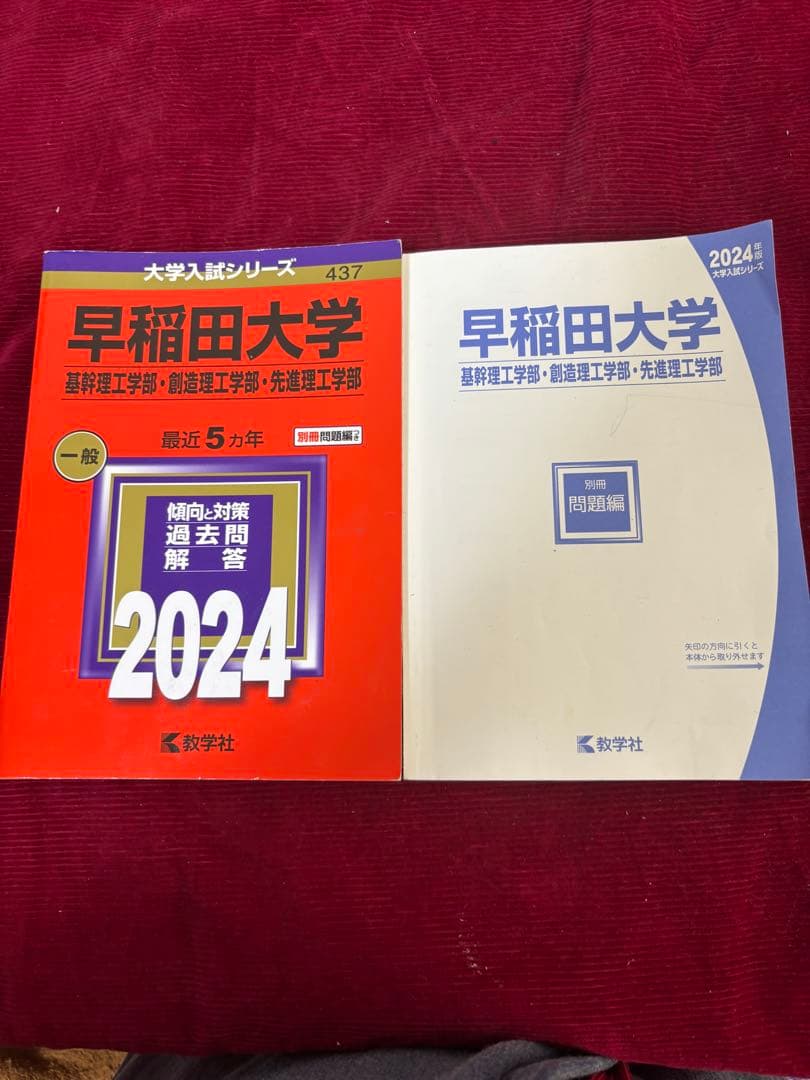 大学入試シリーズ
437
早稲田大学
基幹理工学部・創造理工学部・先進理工学部
最近5ヵ年
別冊問題編つき
一般
傾向と対策
過去問
解答
2024
教学社
2024年版
大学入試シリーズ
早稲田大学
基幹理工学部・創造理工学部・先進理工学部
別冊
問題編
矢印の方向に引くと
本体から取り外せます
教学社